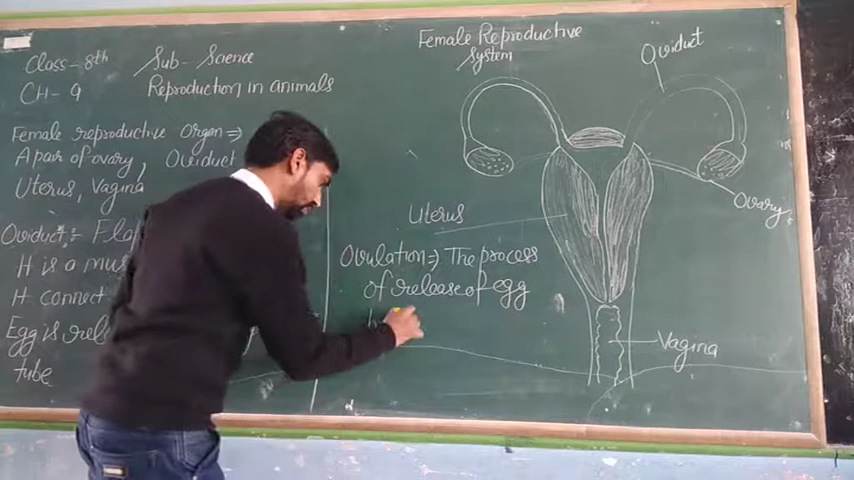 Class - 8th
Sub - Science
CH - 9
Reproduction in Animals
Female reproductive Organ ⇒
A pair of ovary, Oviduct
Uterus, Vagina
Oviduct :-
It is a
It connect
Egg is
tube
Female Reproductive
System
Oviduct
Ovary
Uterus
Ovulation ⇒ The process
of release of egg
Vagina